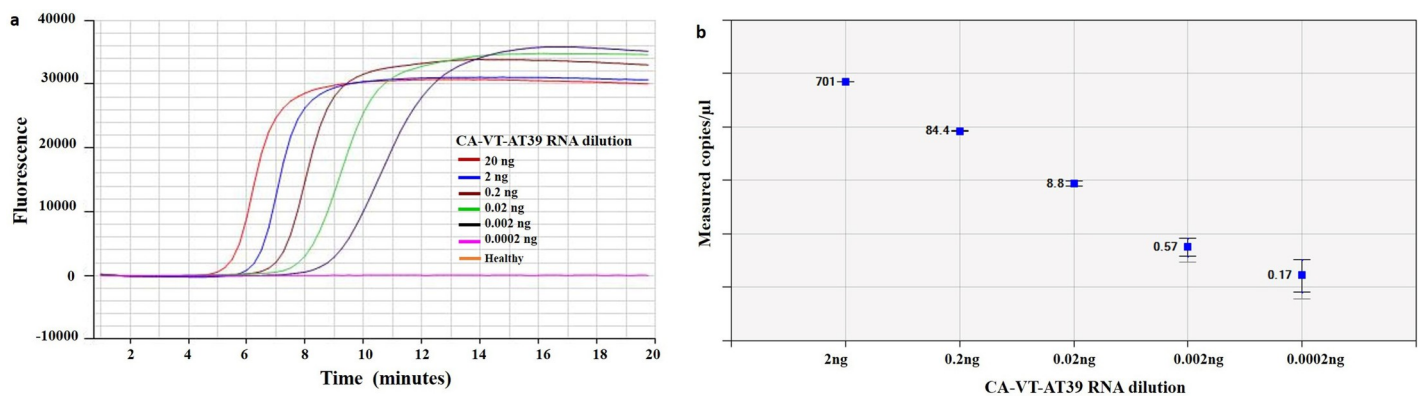 a
40000
30000
20000
10000
0
-10000
Fluorescence
CA-VT-AT39 RNA dilution
20 ng
2 ng
0.2 ng
0.02 ng
0.002 ng
0.0002 ng
Healthy
2 4 6 8 10 12 14 16 18 20
Time (minutes)
b
Measured copies/µl
701
84.4
8.8
0.57
0.17
2ng 0.2ng 0.02ng 0.002ng 0.0002ng
CA-VT-AT39 RNA dilution